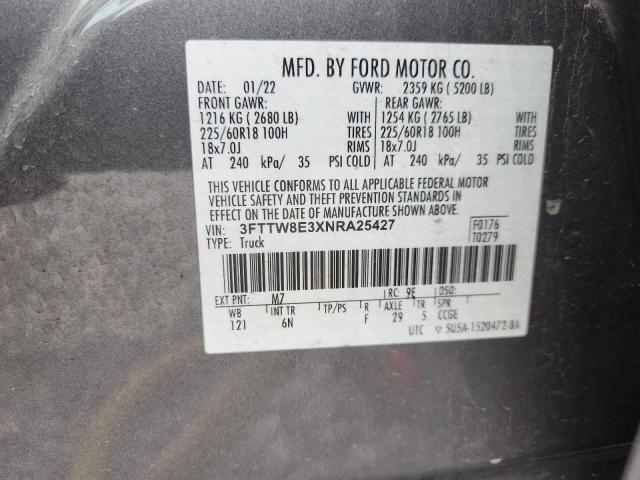 MFD. BY FORD MOTOR CO.
DATE: 01/22 GVWR: 2359 KG ( 5200 LB)
FRONT GAWR: REAR GAWR:
1216 KG ( 2680 LB) WITH 1254 KG ( 2765 LB) WITH
225/60R18 100H TIRES 225/60R18 100H TIRES
18x7.0J RIMS 18x7.0J RIMS
AT 240 kPa/ 35 PSI COLD AT 240 kPa/ 35 PSI COLD
THIS VEHICLE CONFORMS TO ALL APPLICABLE FEDERAL MOTOR
VEHICLE SAFETY AND THEFT PREVENTION STANDARDS IN
EFFECT ON THE DATE OF MANUFACTURE SHOWN ABOVE.
VIN: 3FTTW8E3XNRA25427 F0176
TYPE: Truck T0279
EXT PNT: M7 RC: 9E DSO:
WB INT TR TP/PS R AXLE TR SPR
121 6N F 29 5 CCGE
UTC ▽ 5U5A-1520472-BA